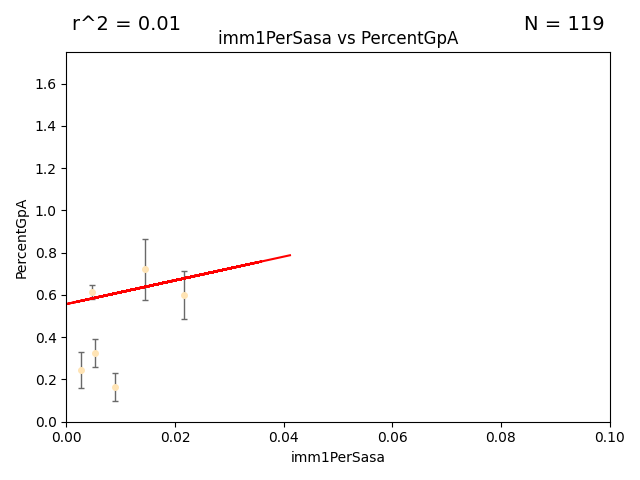 r^2 = 0.01
N = 119
imm1PerSasa vs PercentGpA
1.6
1.4
1.2
1.0
0.8
0.6
0.4
0.2
0.0
PercentGpA
0.00 0.02 0.04 0.06 0.08 0.10
imm1PerSasa